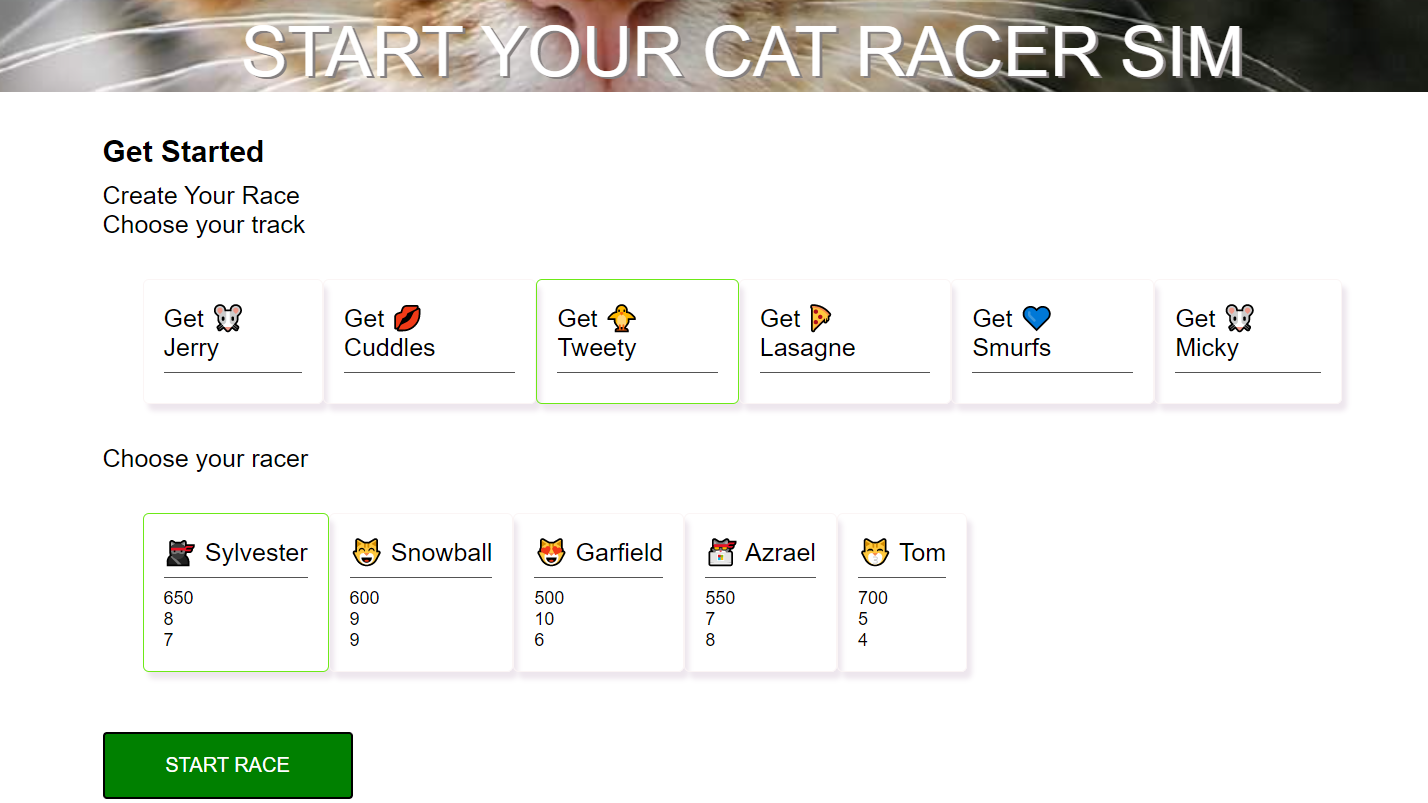 START YOUR CAT RACER SIM
Get Started
Create Your Race
Choose your track
Get 🐭
Jerry
Get 💋
Cuddles
Get 🐥
Tweety
Get 🍕
Lasagne
Get 💙
Smurfs
Get 🐭
Micky
Choose your racer
Sylvester
650
8
7
Snowball
600
9
9
Garfield
500
10
6
Azrael
550
7
8
Tom
700
5
4
START RACE